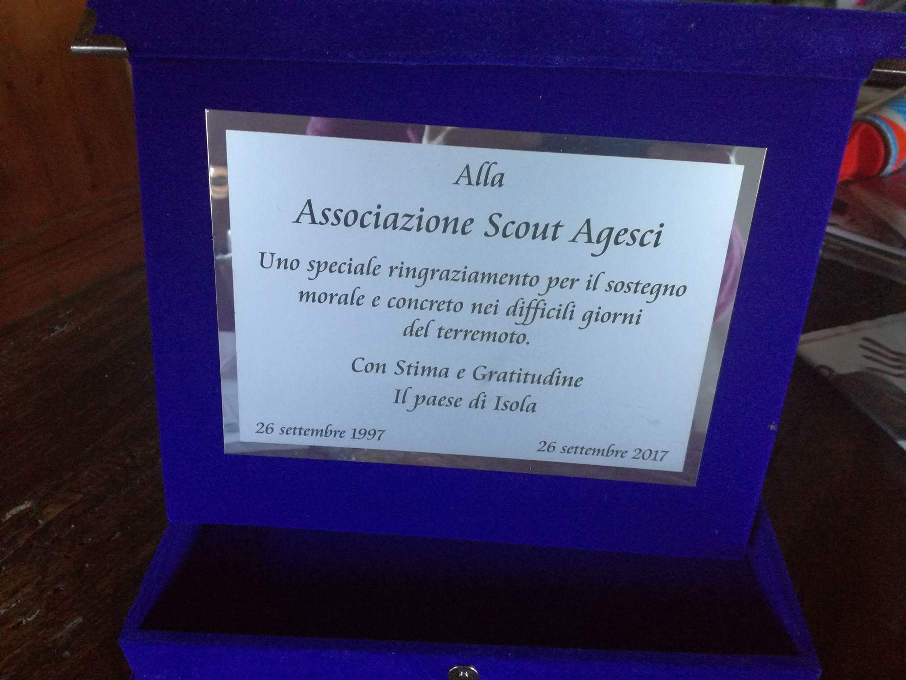 Alla
Associazione Scout Agesci
Uno speciale ringraziamento per il sostegno
morale e concreto nei difficili giorni
del terremoto.
Con Stima e Gratitudine
Il paese di Isola
26 settembre 1997
26 settembre 2017